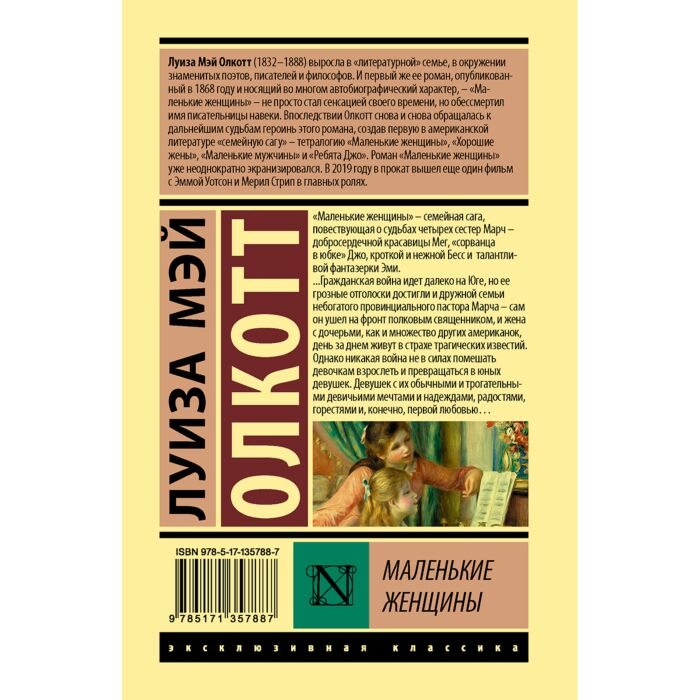 Луиза Мэй Олкотт (1832–1888) выросла в «литературной» семье, в окружении
знаменитых поэтов, писателей и философов. И первый же ее роман, опубликован-
ный в 1868 году и носящий во многом автобиографический характер, – «Ма-
ленькие женщины» – не просто стал сенсацией своего времени, но обессмертил
имя писательницы навеки. Впоследствии Олкотт снова и снова обращалась к
дальнейшим судьбам героинь этого романа, создав первую в американской
литературе «семейную сагу» – тетралогию «Маленькие женщины», «Хорошие
жены», «Маленькие мужчины» и «Ребята Джо». Роман «Маленькие женщины»
уже неоднократно экранизировался. В 2019 году в прокат вышел еще один фильм
с Эммой Уотсон и Мерил Стрип в главных ролях.
ЛУИЗА МЭЙ
ОЛКОТТ
«Маленькие женщины» – семейная сага,
повествующая о судьбах четырех сестер Марч –
добросердечной красавицы Мег, «сорванца
в юбке» Джо, кроткой и нежной Бесс и талантли-
вой фантазерки Эми.
...Гражданская война идет далеко на Юге, но ее
грозные отголоски достигли и дружной семьи
небогатого провинциального пастора Марча – сам
он ушел на фронт полковым священником, и жена
с дочерьми, как и множество других американок,
день за днем живут в страхе трагических известий.
Однако никакая война не в силах помешать
девочкам взрослеть и превращаться в юных
девушек. Девушек с их обычными и трогательны-
ми девичьими мечтами и надеждами, радостями,
горестями и, конечно, первой любовью…
ISBN 978-5-17-135788-7
9 785171 357887
N
МАЛЕНЬКИЕ
ЖЕНЩИНЫ
эксклюзивная классика